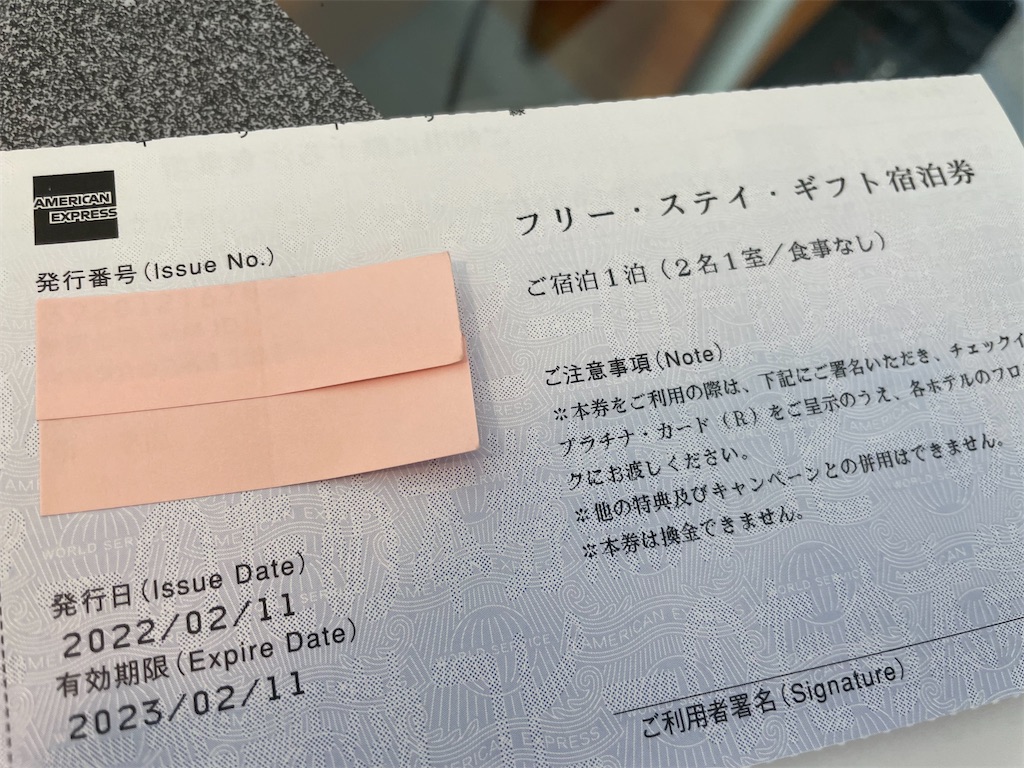 AMERICAN
EXPRESS
発行番号(Issue No.)
フリー・ステイ・ギフト宿泊券
ご宿泊1泊(2名1室/食事なし)
ご注意事項(Note)
※本券をご利用の際は、下記にご署名いただき、チェックイ
プラチナ・カード(R)をご呈示のうえ、各ホテルのフロ
クにお渡しください。
※他の特典及びキャンペーンとの併用はできません。
※本券は換金できません。
発行日(Issue Date)
2022/02/11
有効期限(Expire Date)
2023/02/11
ご利用者署名(Signature)
WORLD SERVICE
AMERICAN EXPRESS